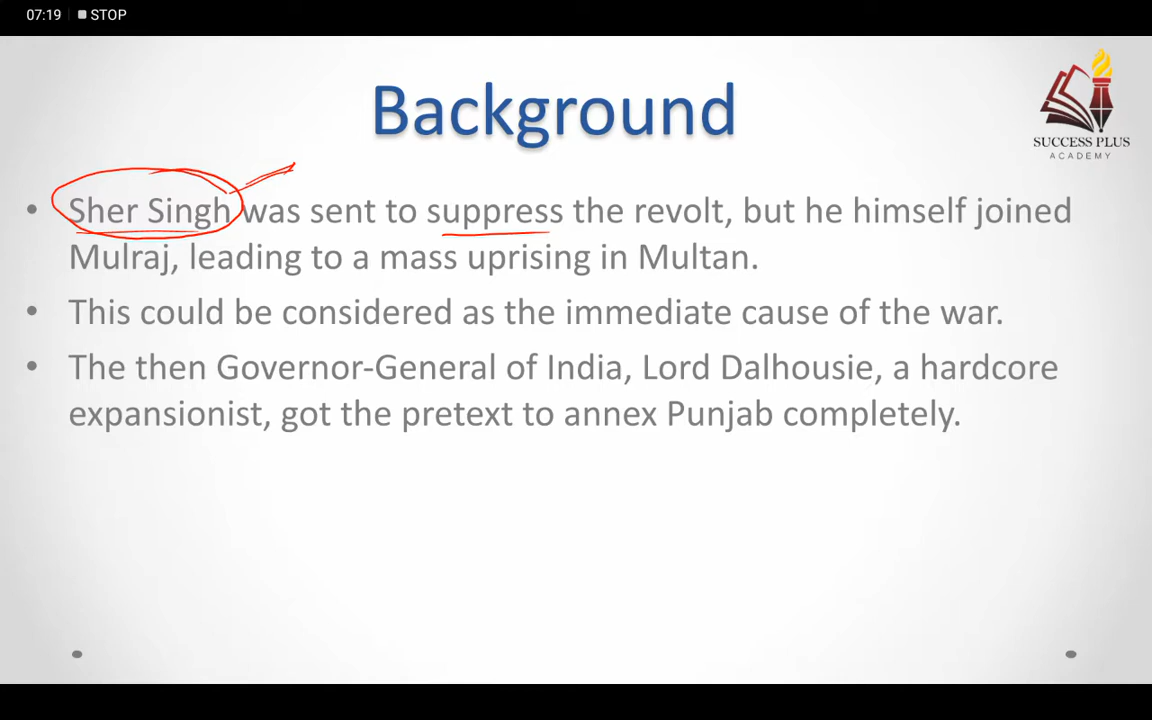 07:19 STOP
Background
SUCCESS PLUS
ACADEMY
• Sher Singh was sent to suppress the revolt, but he himself joined
Mulraj, leading to a mass uprising in Multan.
• This could be considered as the immediate cause of the war.
• The then Governor-General of India, Lord Dalhousie, a hardcore
expansionist, got the pretext to annex Punjab completely.